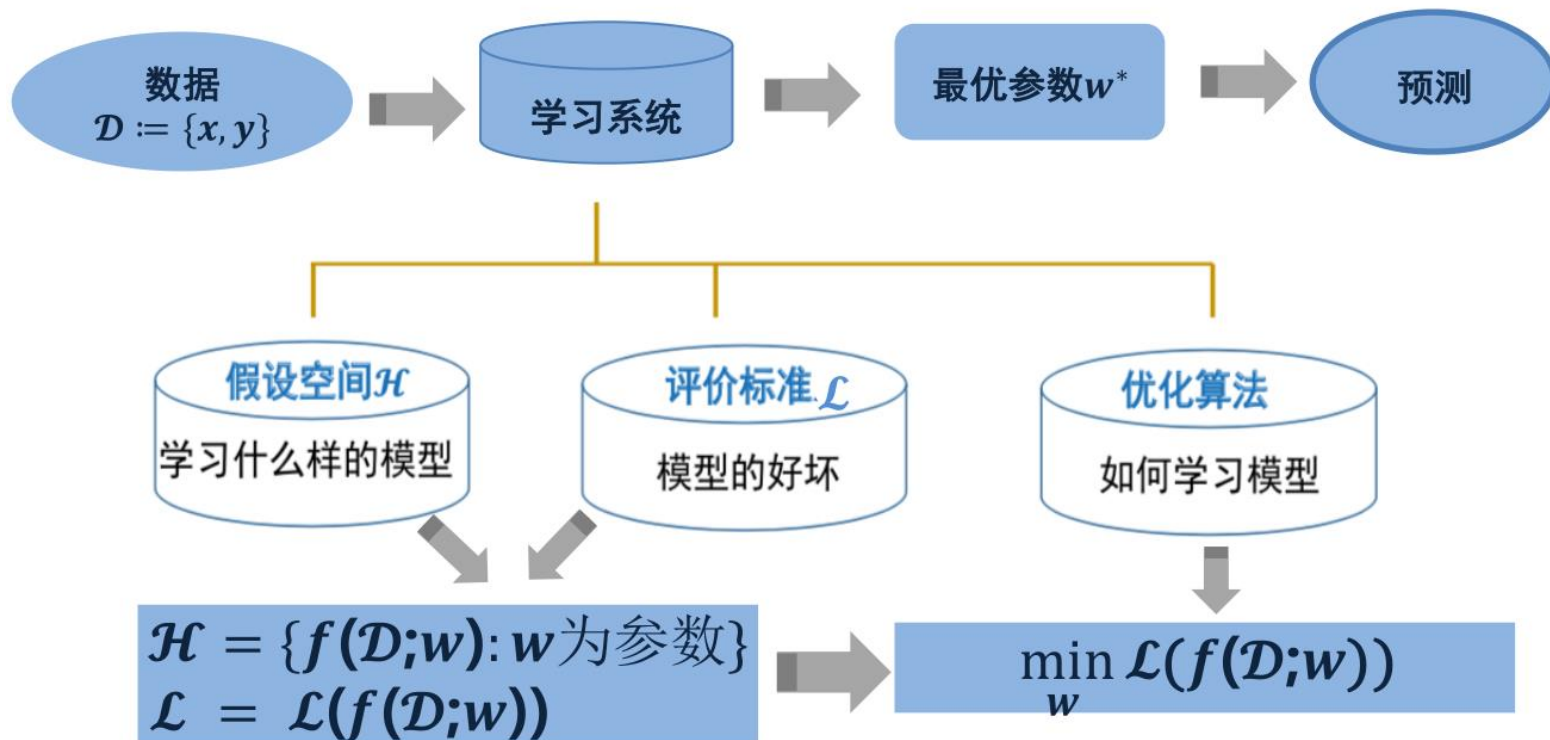 数据
𝓓 := {x, y}
学习系统
最优参数w*
预测
假设空间𝓗
学习什么样的模型
评价标准𝓛
模型的好坏
优化算法
如何学习模型
𝓗 = {f(𝓓;w): w为参数}
𝓛 = 𝓛(f(𝓓;w))
min 𝓛(f(𝓓;w))
w